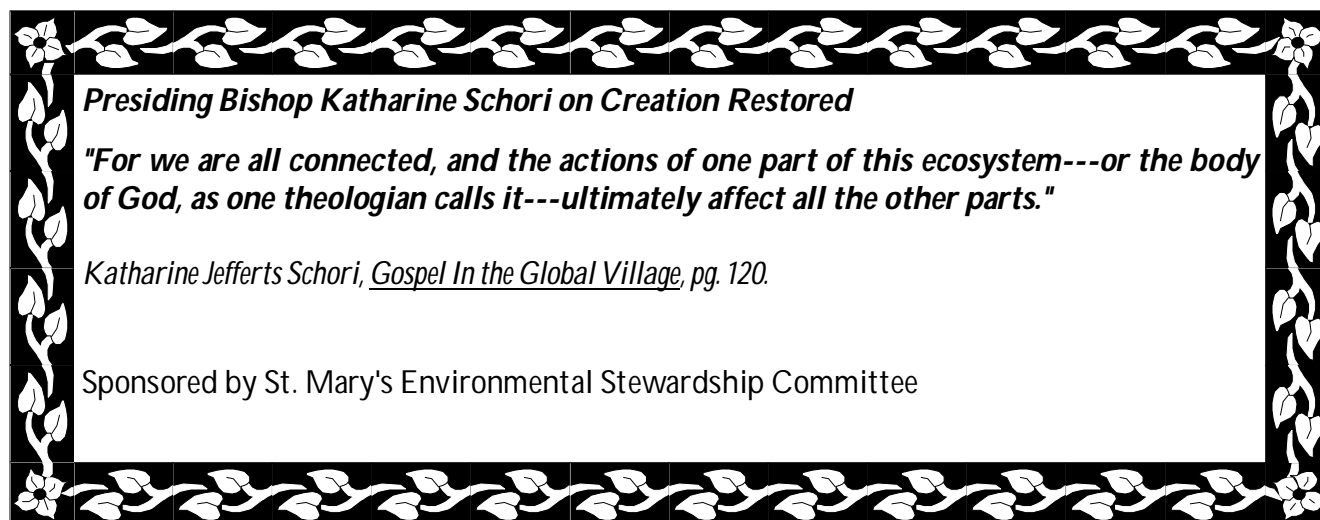 Presiding Bishop Katharine Schori on Creation Restored
"For we are all connected, and the actions of one part of this ecosystem---or the body
of God, as one theologian calls it---ultimately affect all the other parts."
Katharine Jefferts Schori, Gospel In the Global Village, pg. 120.
Sponsored by St. Mary's Environmental Stewardship Committee